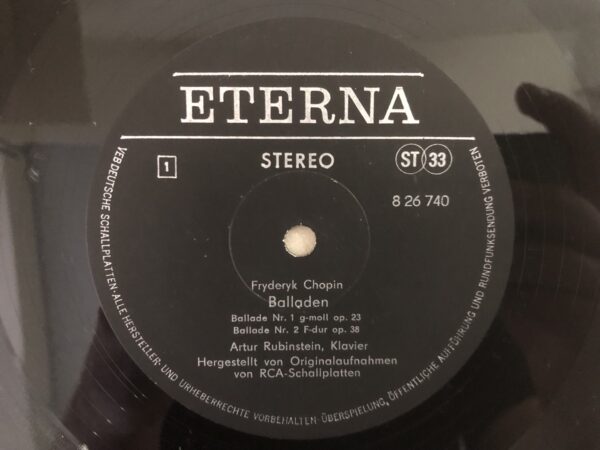 ETERNA
1
STEREO
ST 33
8 26 740
Fryderyk Chopin
Balladen
Ballade Nr. 1 g-moll op. 23
Ballade Nr. 2 F-dur op. 38
Artur Rubinstein, Klavier
Hergestellt von Originalaufnahmen
von RCA-Schallplatten
VEB DEUTSCHE SCHALLPLATTEN · ALLE HERSTELLER- UND URHEBERRECHTE VORBEHALTEN · ÜBERSPIELUNG, ÖFFENTLICHE AUFFÜHRUNG UND RUNDFUNKSENDUNG VERBOTEN